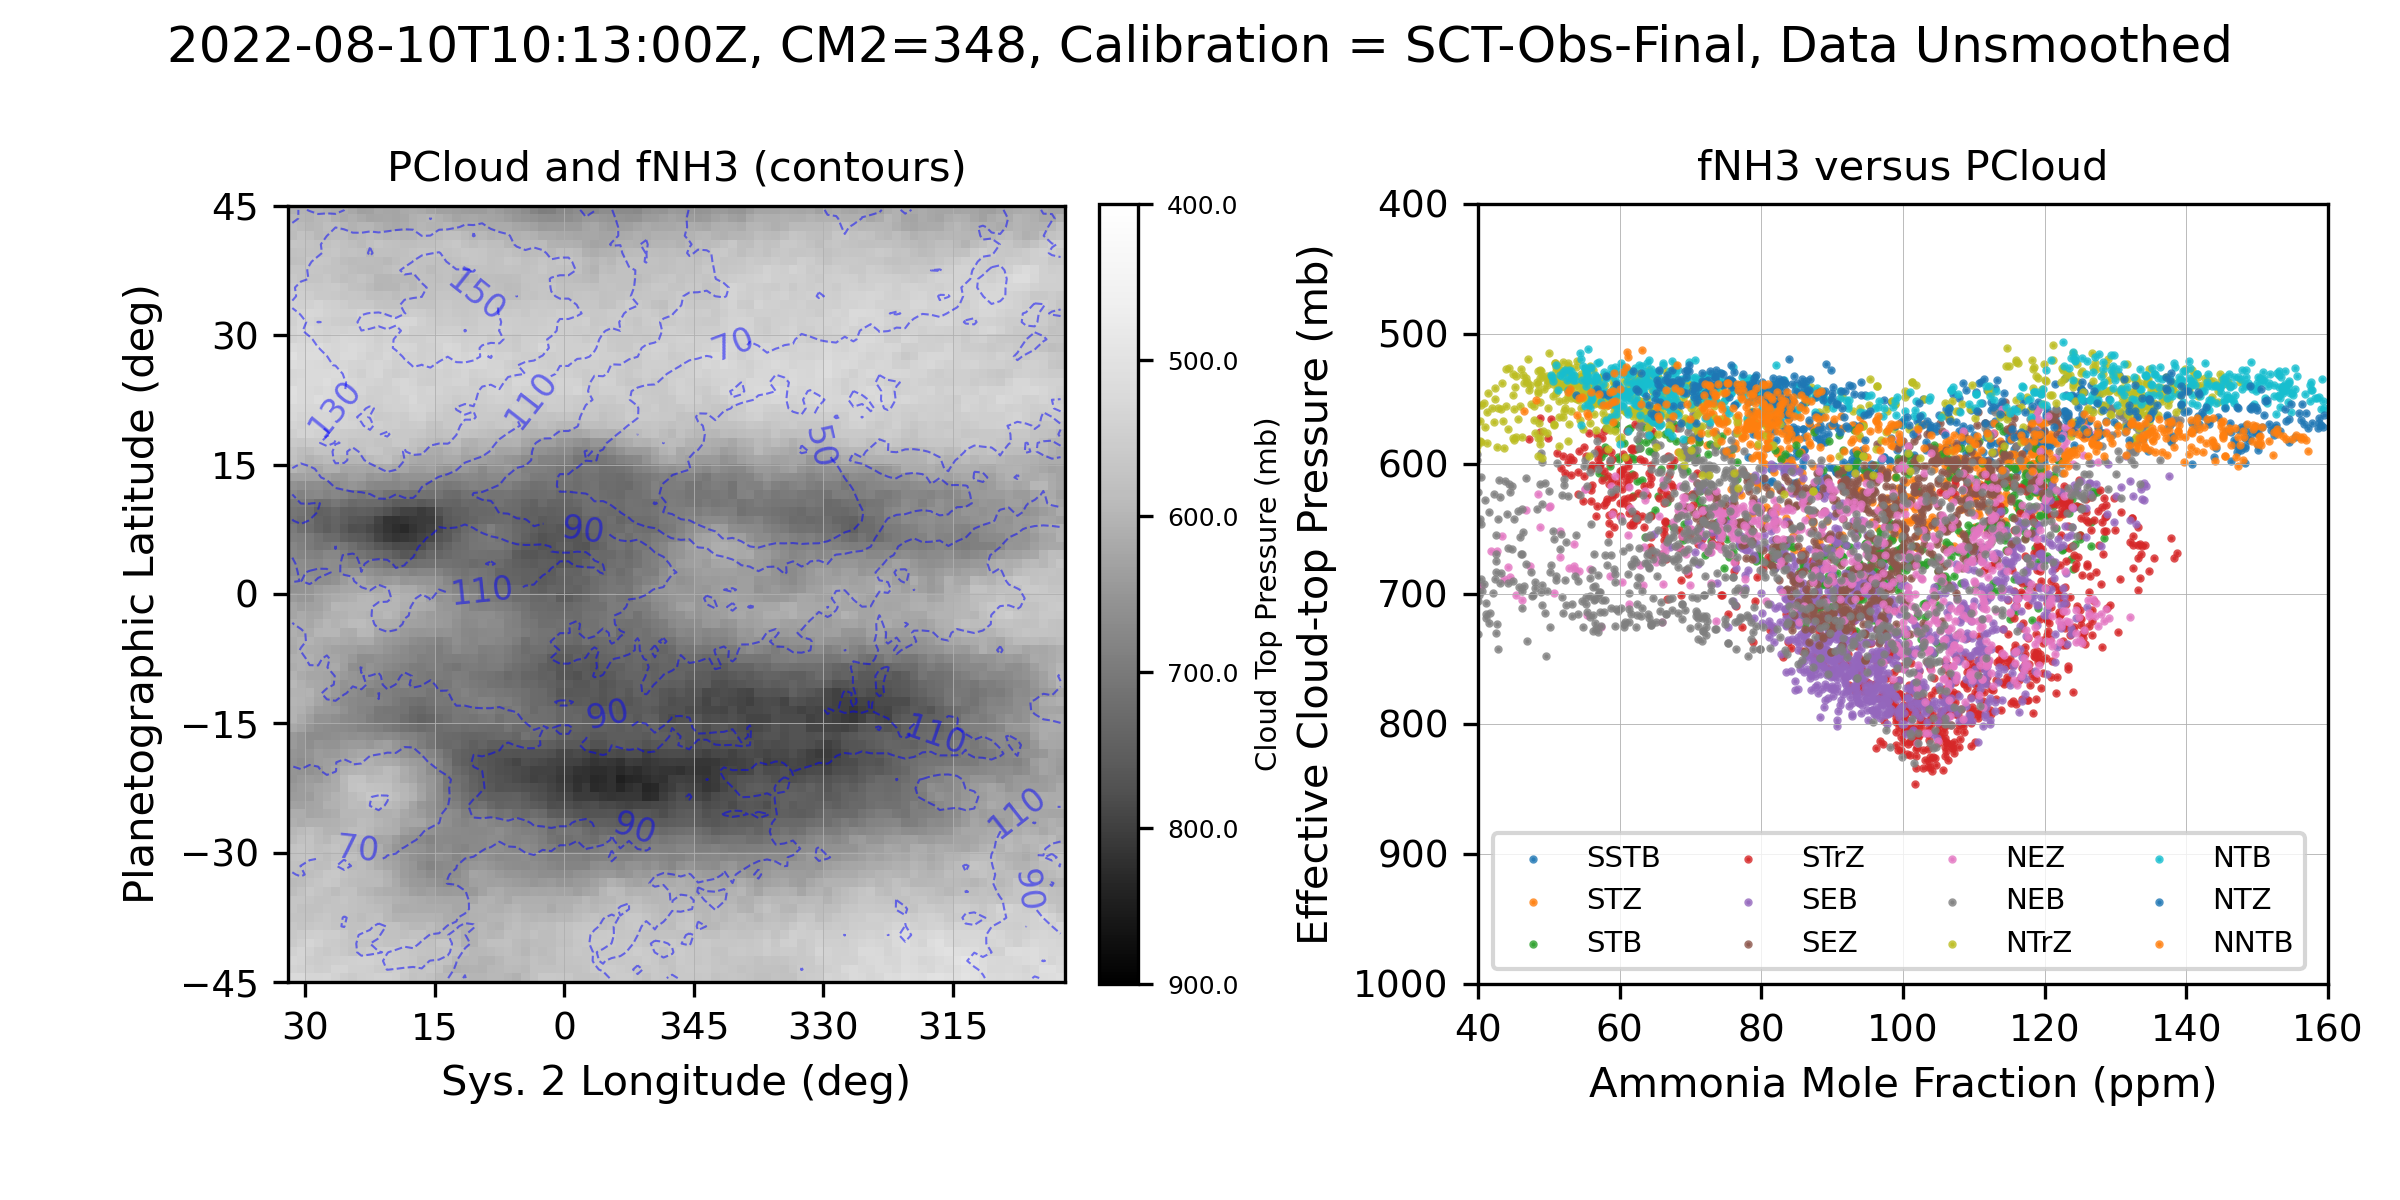 2022-08-10T10:13:00Z, CM2=348, Calibration = SCT-Obs-Final, Data Unsmoothed
PCloud and fNH3 (contours)
45
30
15
0
−15
−30
−45
Planetographic Latitude (deg)
30 15 0 345 330 315
Sys. 2 Longitude (deg)
150
130
110
70
50
90
110
90
110
90
70
110
90
400.0
500.0
600.0
700.0
800.0
900.0
Cloud Top Pressure (mb)
fNH3 versus PCloud
400
500
600
700
800
900
1000
Effective Cloud-top Pressure (mb)
SSTB STrZ NEZ NTB
STZ SEB NEB NTZ
STB SEZ NTrZ NNTB
40 60 80 100 120 140 160
Ammonia Mole Fraction (ppm)